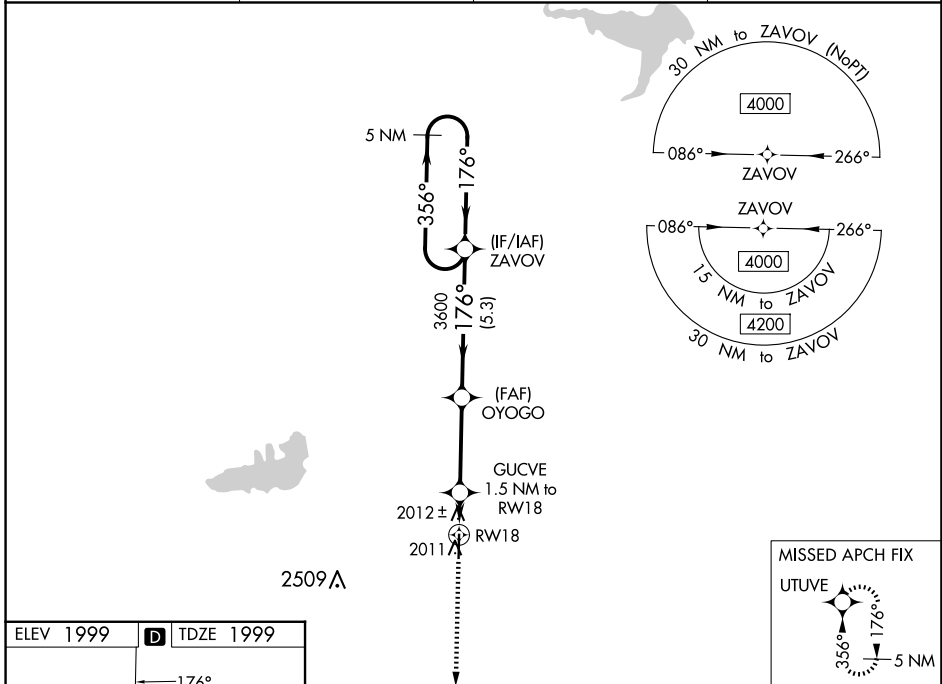 30 NM to ZAVOV (NoPT)
4000
086°
266°
ZAVOV
5 NM
356°
176°
(IF/IAF)
ZAVOV
3600
176°
(5.3)
ZAVOV
086°
266°
4000
15 NM to ZAVOV
4200
30 NM to ZAVOV
(FAF)
OYOGO
GUCVE
1.5 NM to
RW18
2012 ±
RW18
2011
2509
MISSED APCH FIX
UTUVE
356°
176°
5 NM
ELEV 1999 D TDZE 1999
176°